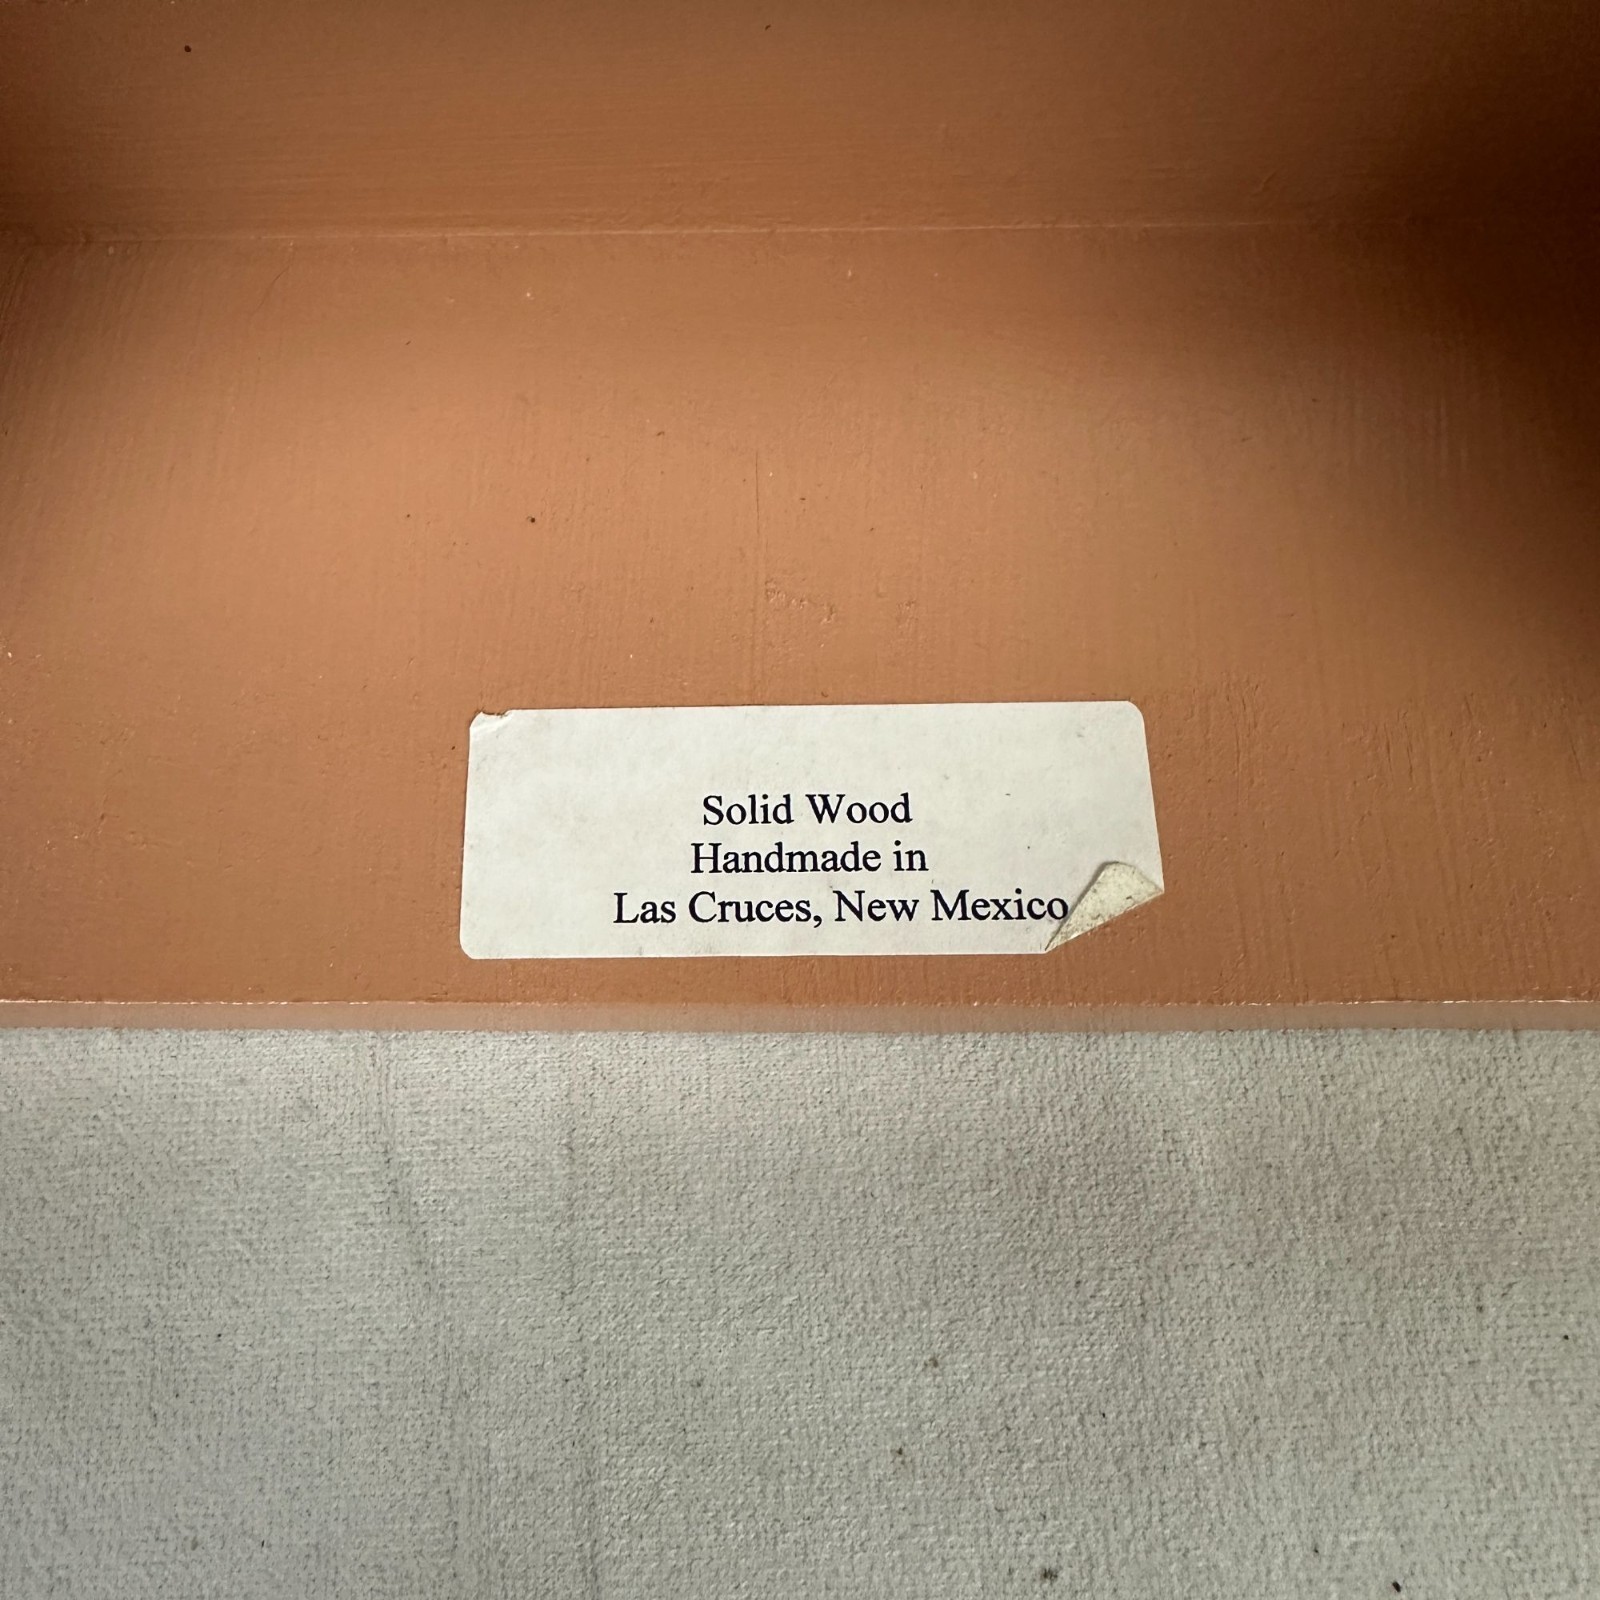 Solid Wood
Handmade in
Las Cruces, New Mexico